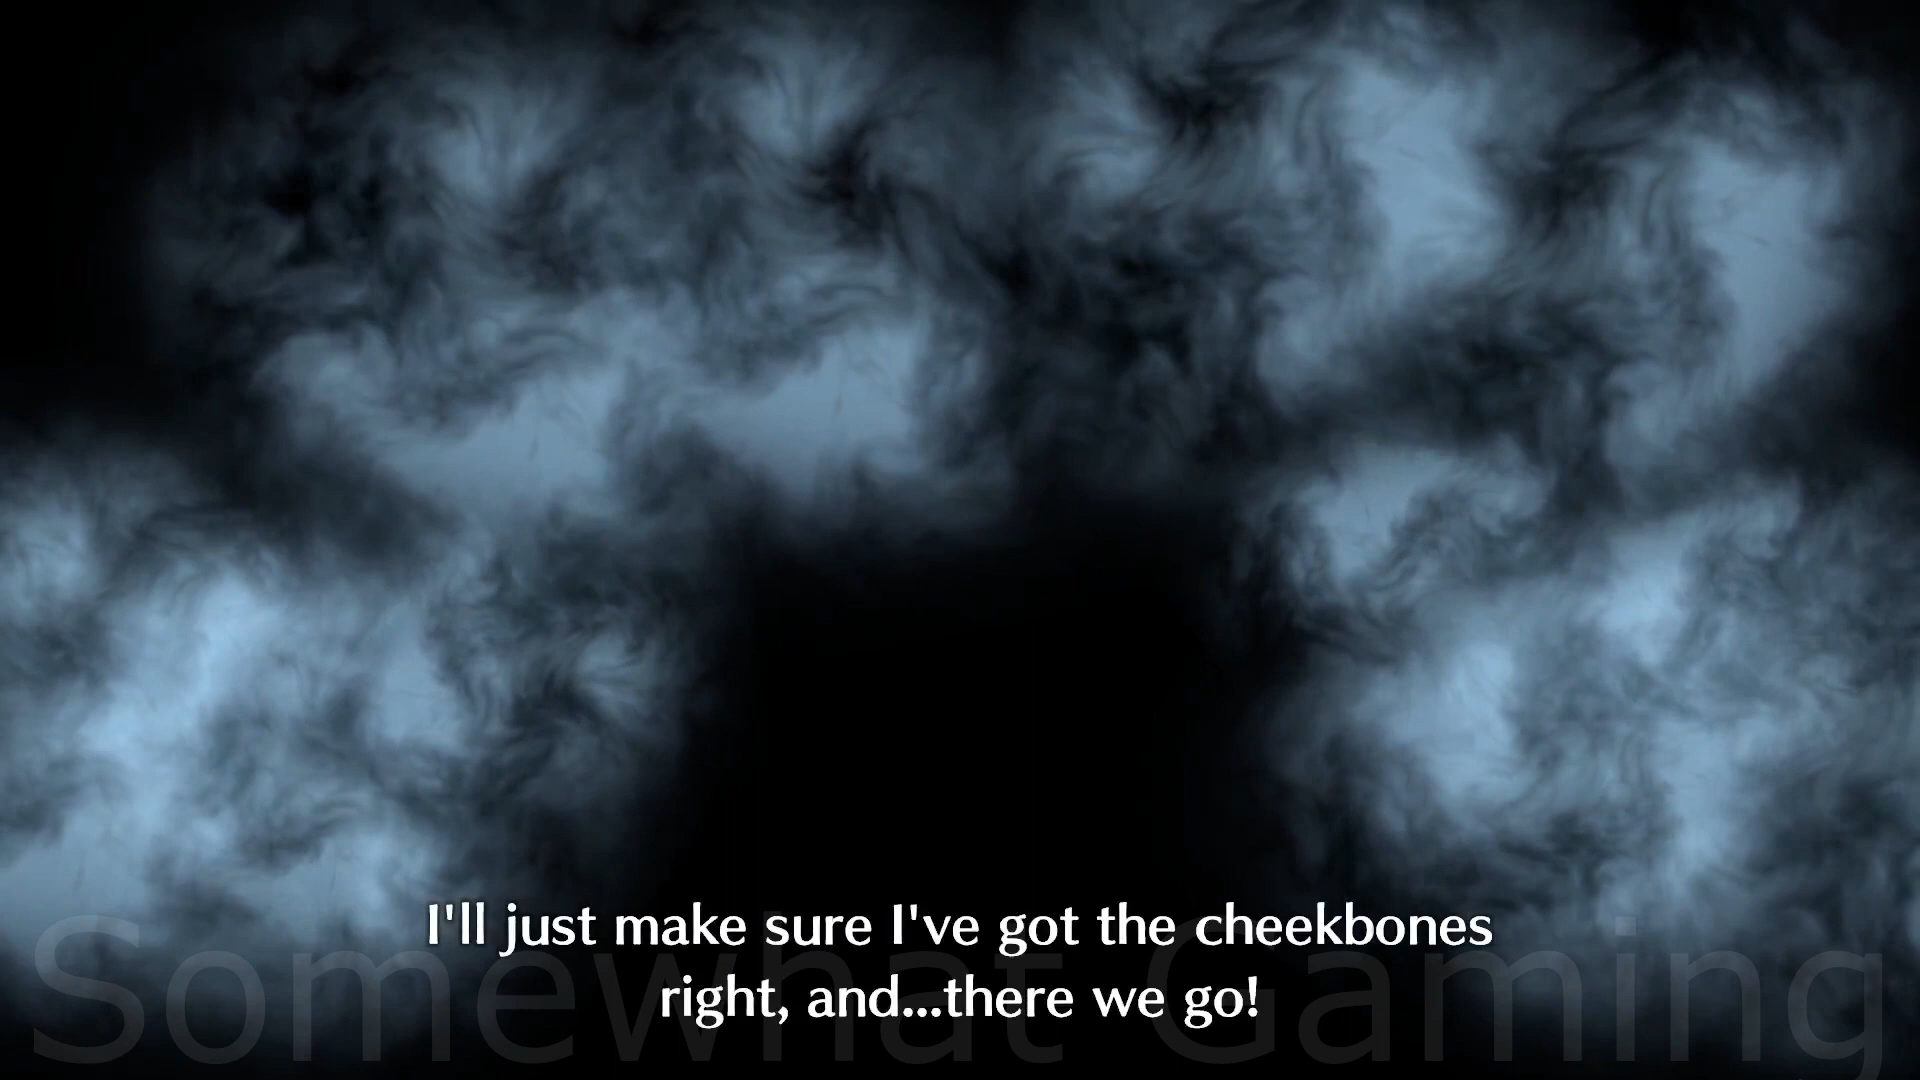 I'll just make sure I've got the cheekbones
right, and...there we go!
Somewhat Gaming